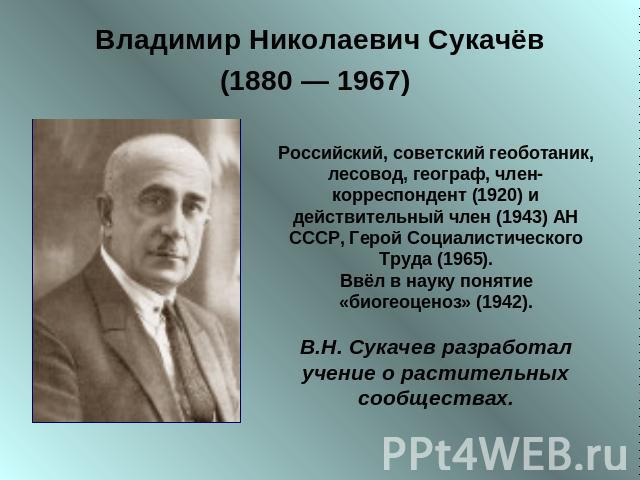 Владимир Николаевич Сукачёв
(1880 — 1967)
Российский, советский геоботаник,
лесовод, географ, член-
корреспондент (1920) и
действительный член (1943) АН
СССР, Герой Социалистического
Труда (1965).
Ввёл в науку понятие
«биогеоценоз» (1942).
В.Н. Сукачев разработал
учение о растительных
сообществах.
PPt4WEB.ru